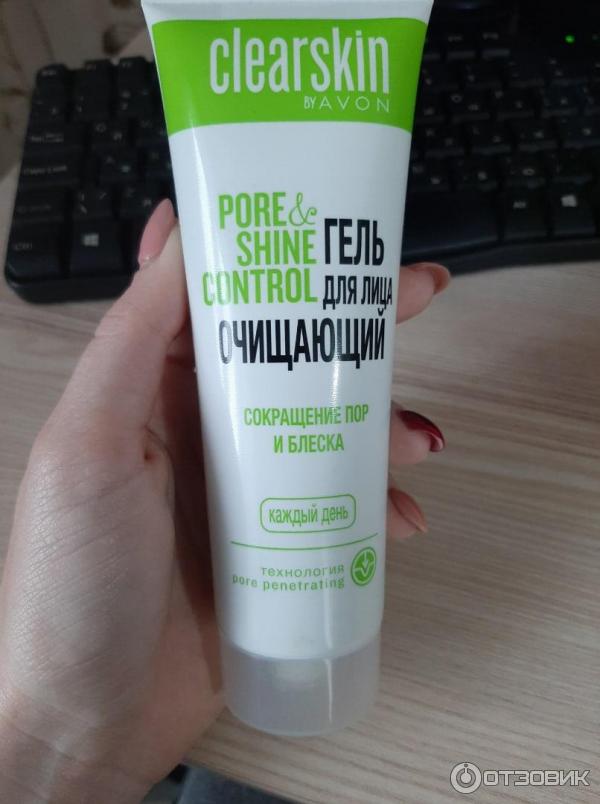 clearskin
BY AVON
PORE &
SHINE
CONTROL
ГЕЛЬ
ДЛЯ ЛИЦА
ОЧИЩАЮЩИЙ
СОКРАЩЕНИЕ ПОР
И БЛЕСКА
каждый день
технология
pore penetrating
ОТЗОВИК